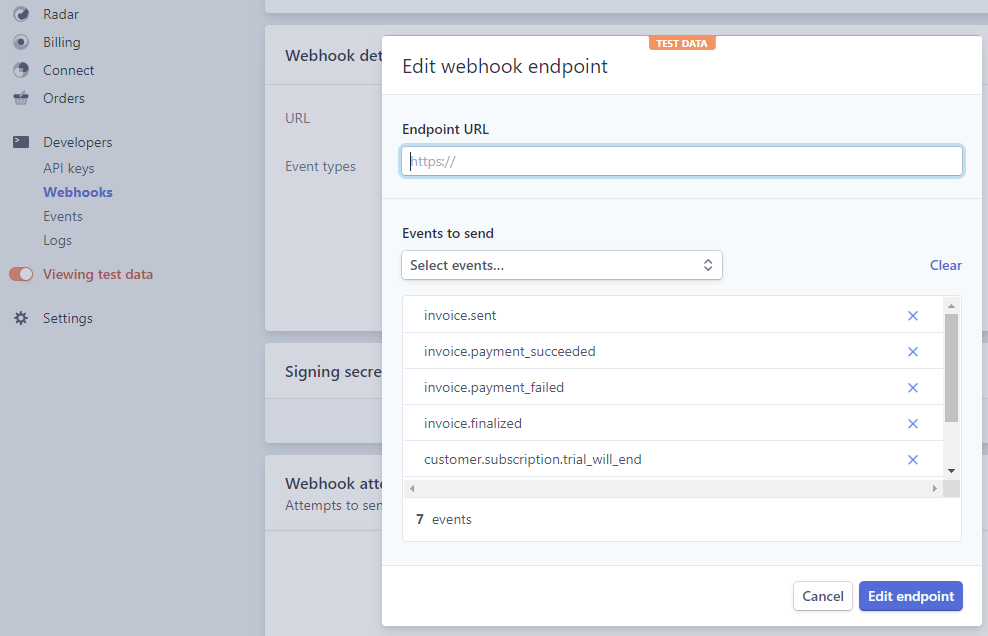 Radar
Billing
Connect
Orders
Developers
API keys
Webhooks
Events
Logs
Viewing test data
Settings
Webhook det
URL
Event types
Signing secre
Webhook atte
Attempts to sen
TEST DATA
Edit webhook endpoint
Endpoint URL
https://
Events to send
Select events...
Clear
invoice.sent
invoice.payment_succeeded
invoice.payment_failed
invoice.finalized
customer.subscription.trial_will_end
7 events
Cancel
Edit endpoint